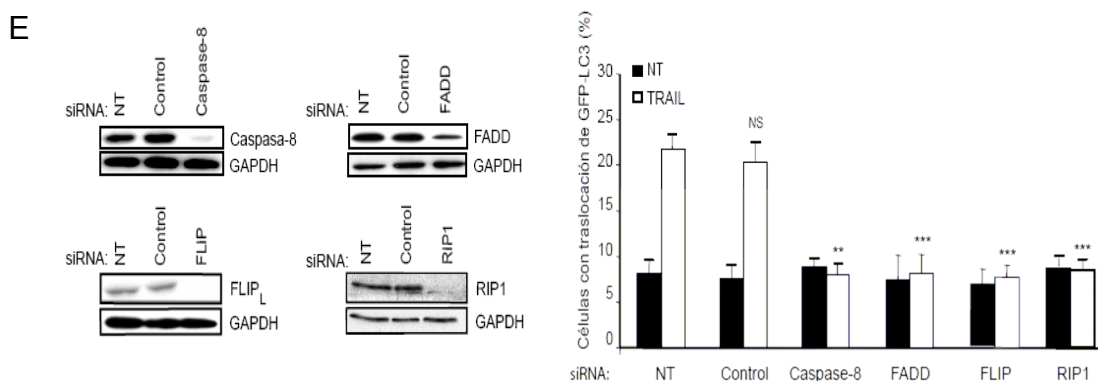 E
siRNA: NT Control Caspase-8
Caspasa-8
GAPDH
siRNA: NT Control FADD
FADD
GAPDH
siRNA: NT Control FLIP
FLIPL
GAPDH
siRNA: NT Control RIP1
RIP1
GAPDH
Células con traslocación de GFP-LC3 (%)
30
25
20
15
10
5
0
NT
TRAIL
NS
**
***
***
***
siRNA: NT Control Caspase-8 FADD FLIP RIP1